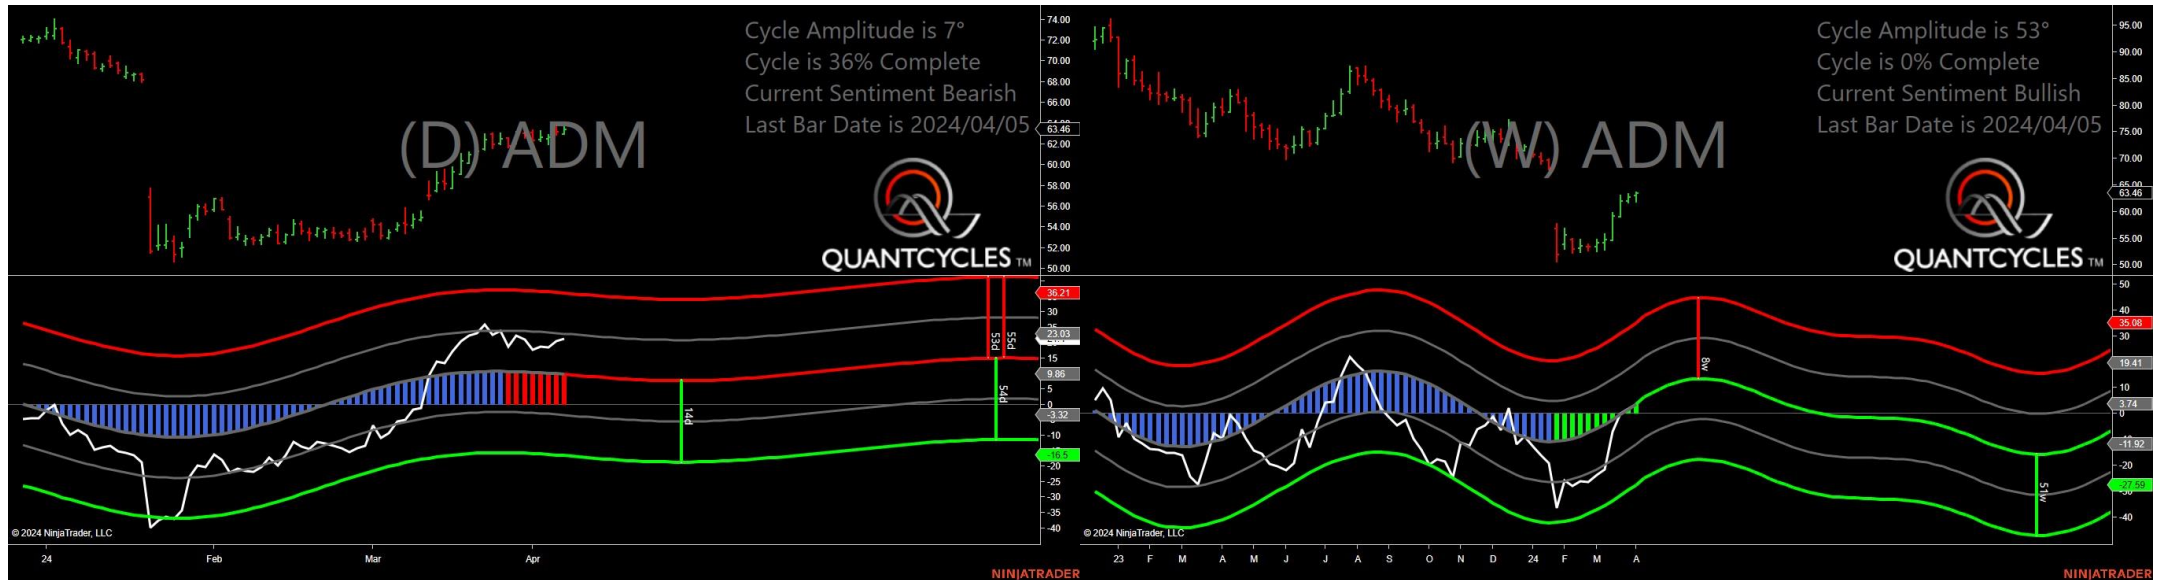 Cycle Amplitude is 7°
Cycle is 36% Complete
Current Sentiment Bearish
Last Bar Date is 2024/04/05
(D) ADM
QUANTCYCLES TM
74.00
72.00
70.00
68.00
66.00
63.46
62.00
60.00
58.00
56.00
54.00
52.00
50.00
36.21
30
23.03
15
9.86
5
0
-3.32
-10
-16.5
-20
-25
-30
-35
-40
14d
53d
55d
54d
© 2024 NinjaTrader, LLC
24 Feb Mar Apr
NINJATRADER
Cycle Amplitude is 53°
Cycle is 0% Complete
Current Sentiment Bullish
Last Bar Date is 2024/04/05
(W) ADM
QUANTCYCLES TM
95.00
90.00
85.00
80.00
75.00
70.00
65.00
63.46
60.00
55.00
50.00
50
40
35.08
19.41
10
3.74
0
-11.92
-20
-27.59
-40
8w
51w
© 2024 NinjaTrader, LLC
23 F M A M J J A S O N D 24 F M A
NINJATRADER